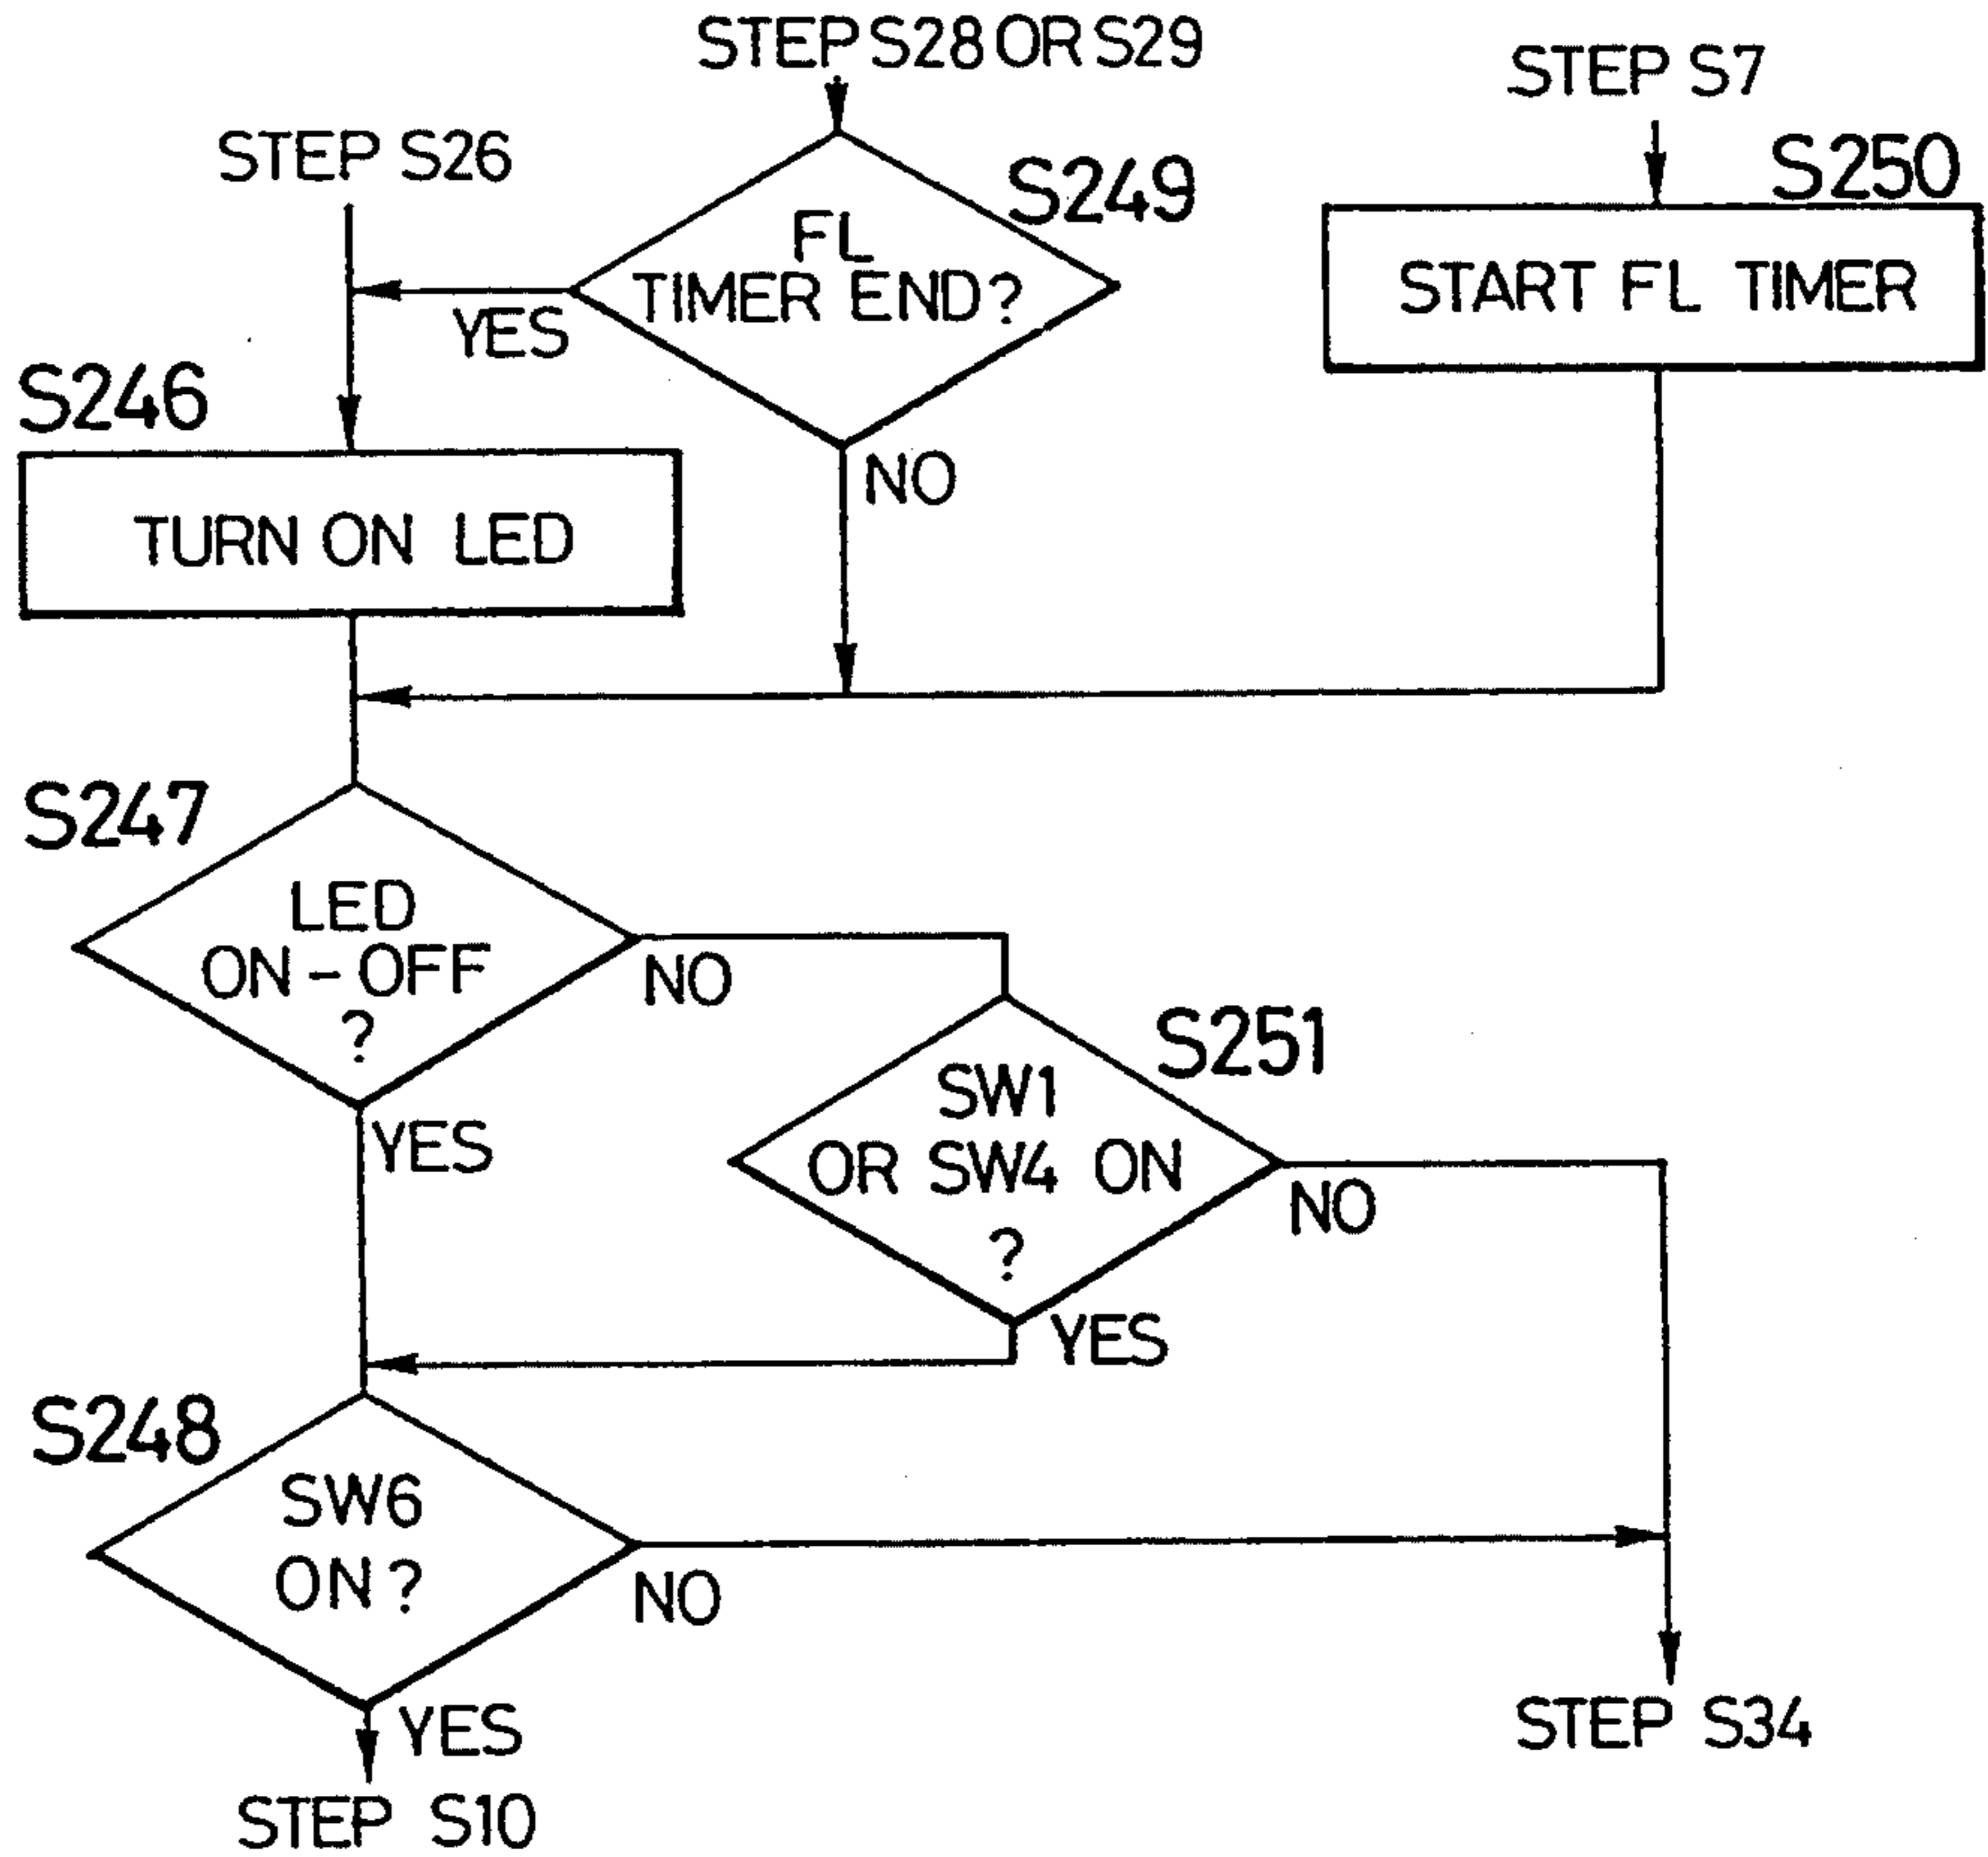 STEP S28 OR S29
STEP S7
STEP S26
S249
S250
FL
TIMER END?
START FL TIMER
YES
S246
NO
TURN ON LED
S247
LED
ON-OFF
?
NO
S251
SW1
OR SW4 ON
?
YES
NO
YES
S248
SW6
ON?
NO
YES
STEP S34
STEP S10